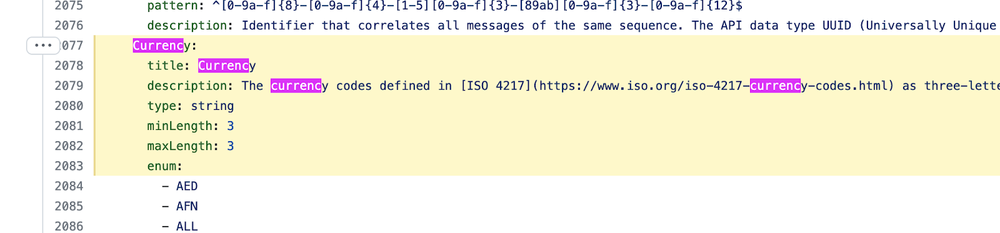 2075 pattern: ^[0-9a-f]{8}-[0-9a-f]{4}-[1-5][0-9a-f]{3}-[89ab][0-9a-f]{3}-[0-9a-f]{12}$
2076 description: Identifier that correlates all messages of the same sequence. The API data type UUID (Universally Unique
077 Currency:
2078 title: Currency
2079 description: The currency codes defined in [ISO 4217](https://www.iso.org/iso-4217-currency-codes.html) as three-lette
2080 type: string
2081 minLength: 3
2082 maxLength: 3
2083 enum:
2084 - AED
2085 - AFN
2086 - ALL